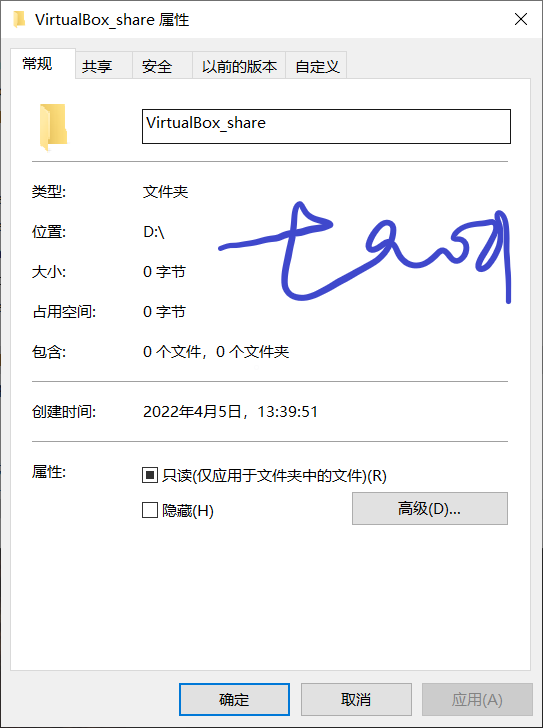 VirtualBox_share 属性
常规 共享 安全 以前的版本 自定义
VirtualBox_share
类型: 文件夹
位置: D:\
大小: 0 字节
占用空间: 0 字节
包含: 0 个文件，0 个文件夹
创建时间: 2022年4月5日，13:39:51
属性: 只读(仅应用于文件夹中的文件)(R)
隐藏(H) 高级(D)...
确定 取消 应用(A)